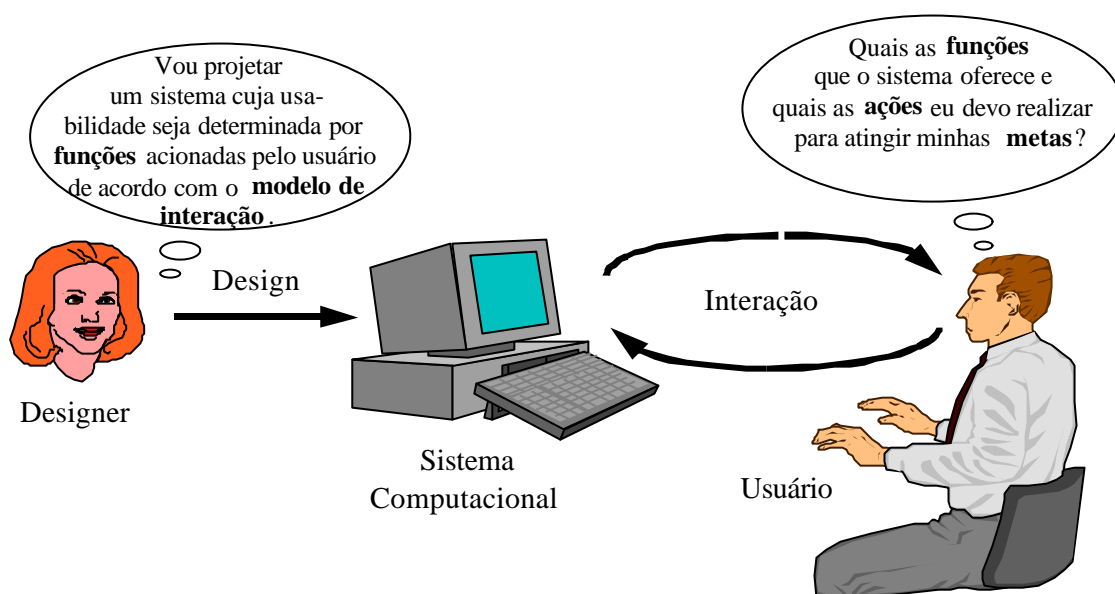 Vou projetar
um sistema cuja usa-
bilidade seja determinada por
funções acionadas pelo usuário
de acordo com o modelo de
interação.
Quais as funções
que o sistema oferece e
quais as ações eu devo realizar
para atingir minhas metas?
Design
Interação
Designer
Sistema
Computacional
Usuário